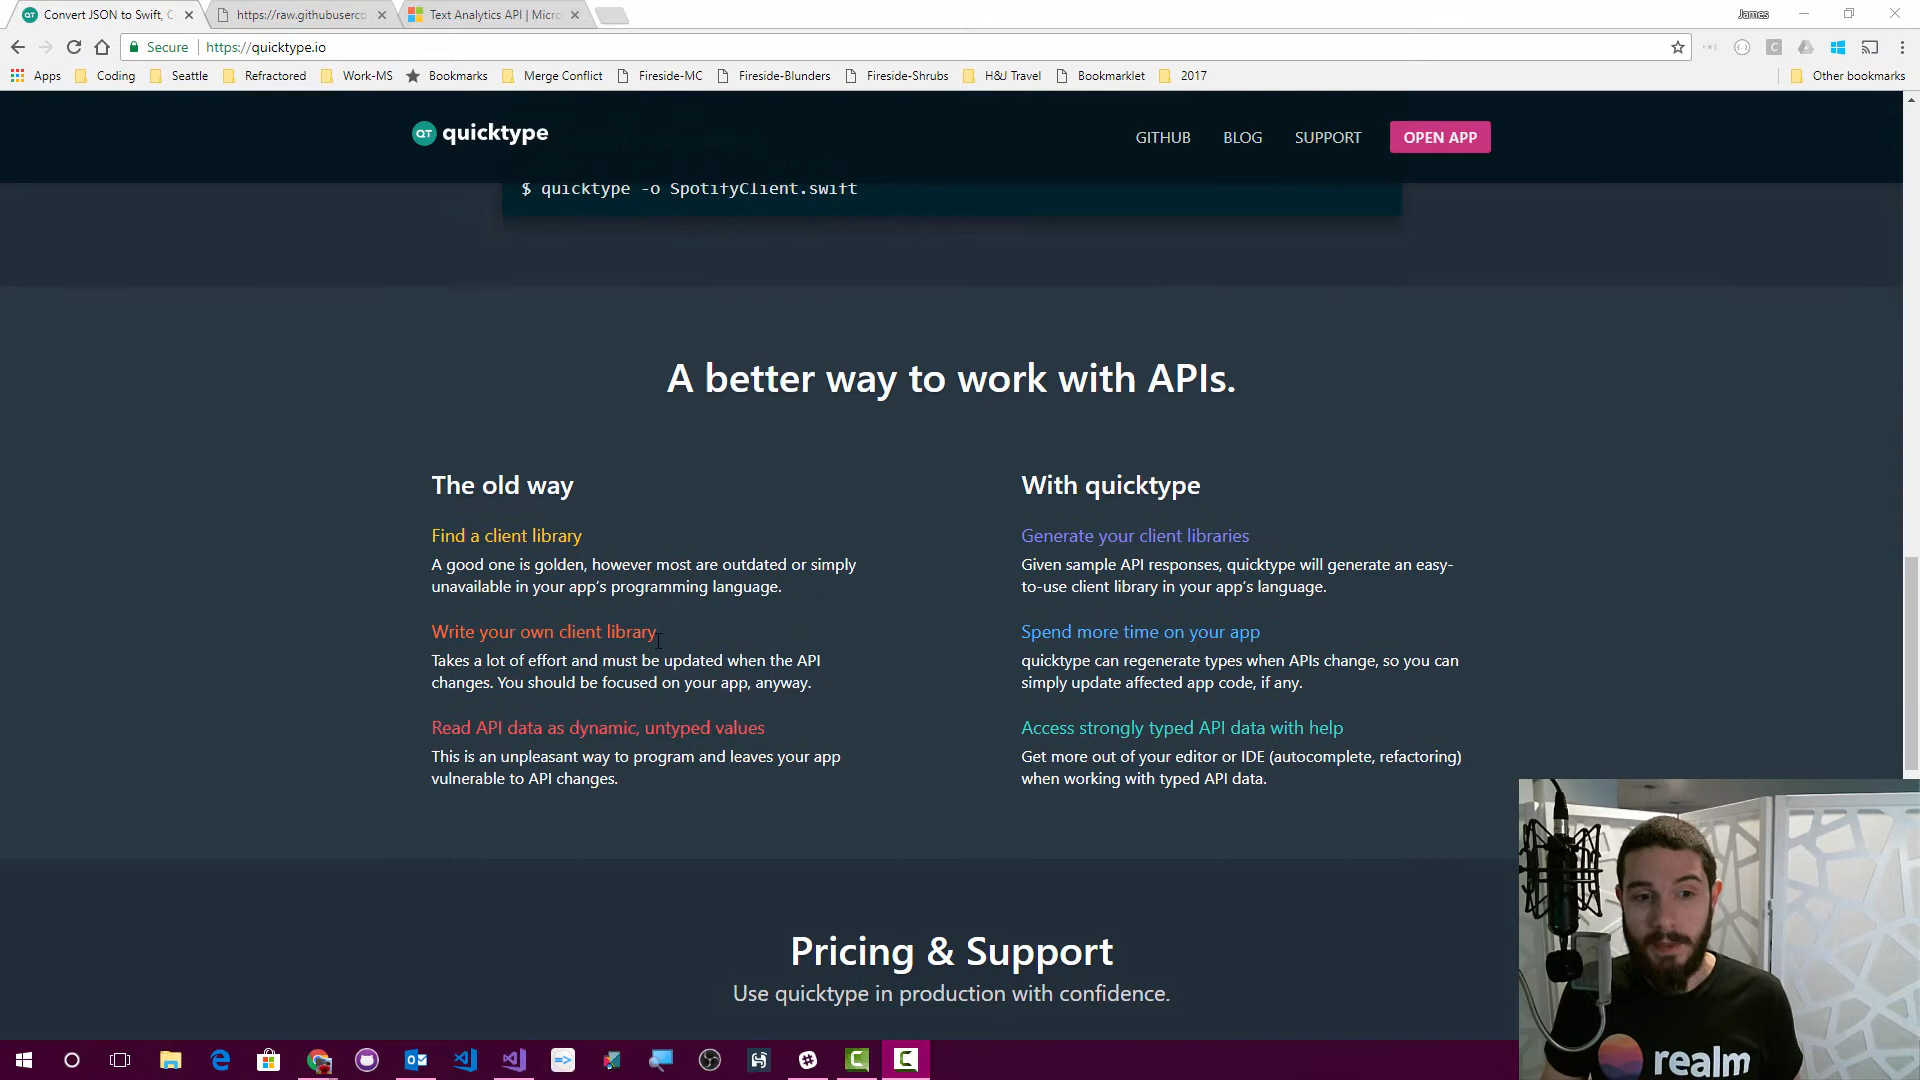 Convert JSON to Swift, C
https://raw.githubuserco
Text Analytics API | Micro
James
Secure
https://quicktype.io
Apps
Coding
Seattle
Refractored
Work-MS
Bookmarks
Merge Conflict
Fireside-MC
Fireside-Blunders
Fireside-Shrubs
H&J Travel
Bookmarklet
2017
Other bookmarks
QT quicktype
GITHUB
BLOG
SUPPORT
OPEN APP
$ quicktype -o SpotifyClient.swift
A better way to work with APIs.
The old way
Find a client library
A good one is golden, however most are outdated or simply
unavailable in your app’s programming language.
Write your own client library
Takes a lot of effort and must be updated when the API
changes. You should be focused on your app, anyway.
Read API data as dynamic, untyped values
This is an unpleasant way to program and leaves your app
vulnerable to API changes.
With quicktype
Generate your client libraries
Given sample API responses, quicktype will generate an easy-
to-use client library in your app’s language.
Spend more time on your app
quicktype can regenerate types when APIs change, so you can
simply update affected app code, if any.
Access strongly typed API data with help
Get more out of your editor or IDE (autocomplete, refactoring)
when working with typed API data.
Pricing & Support
Use quicktype in production with confidence.
realm